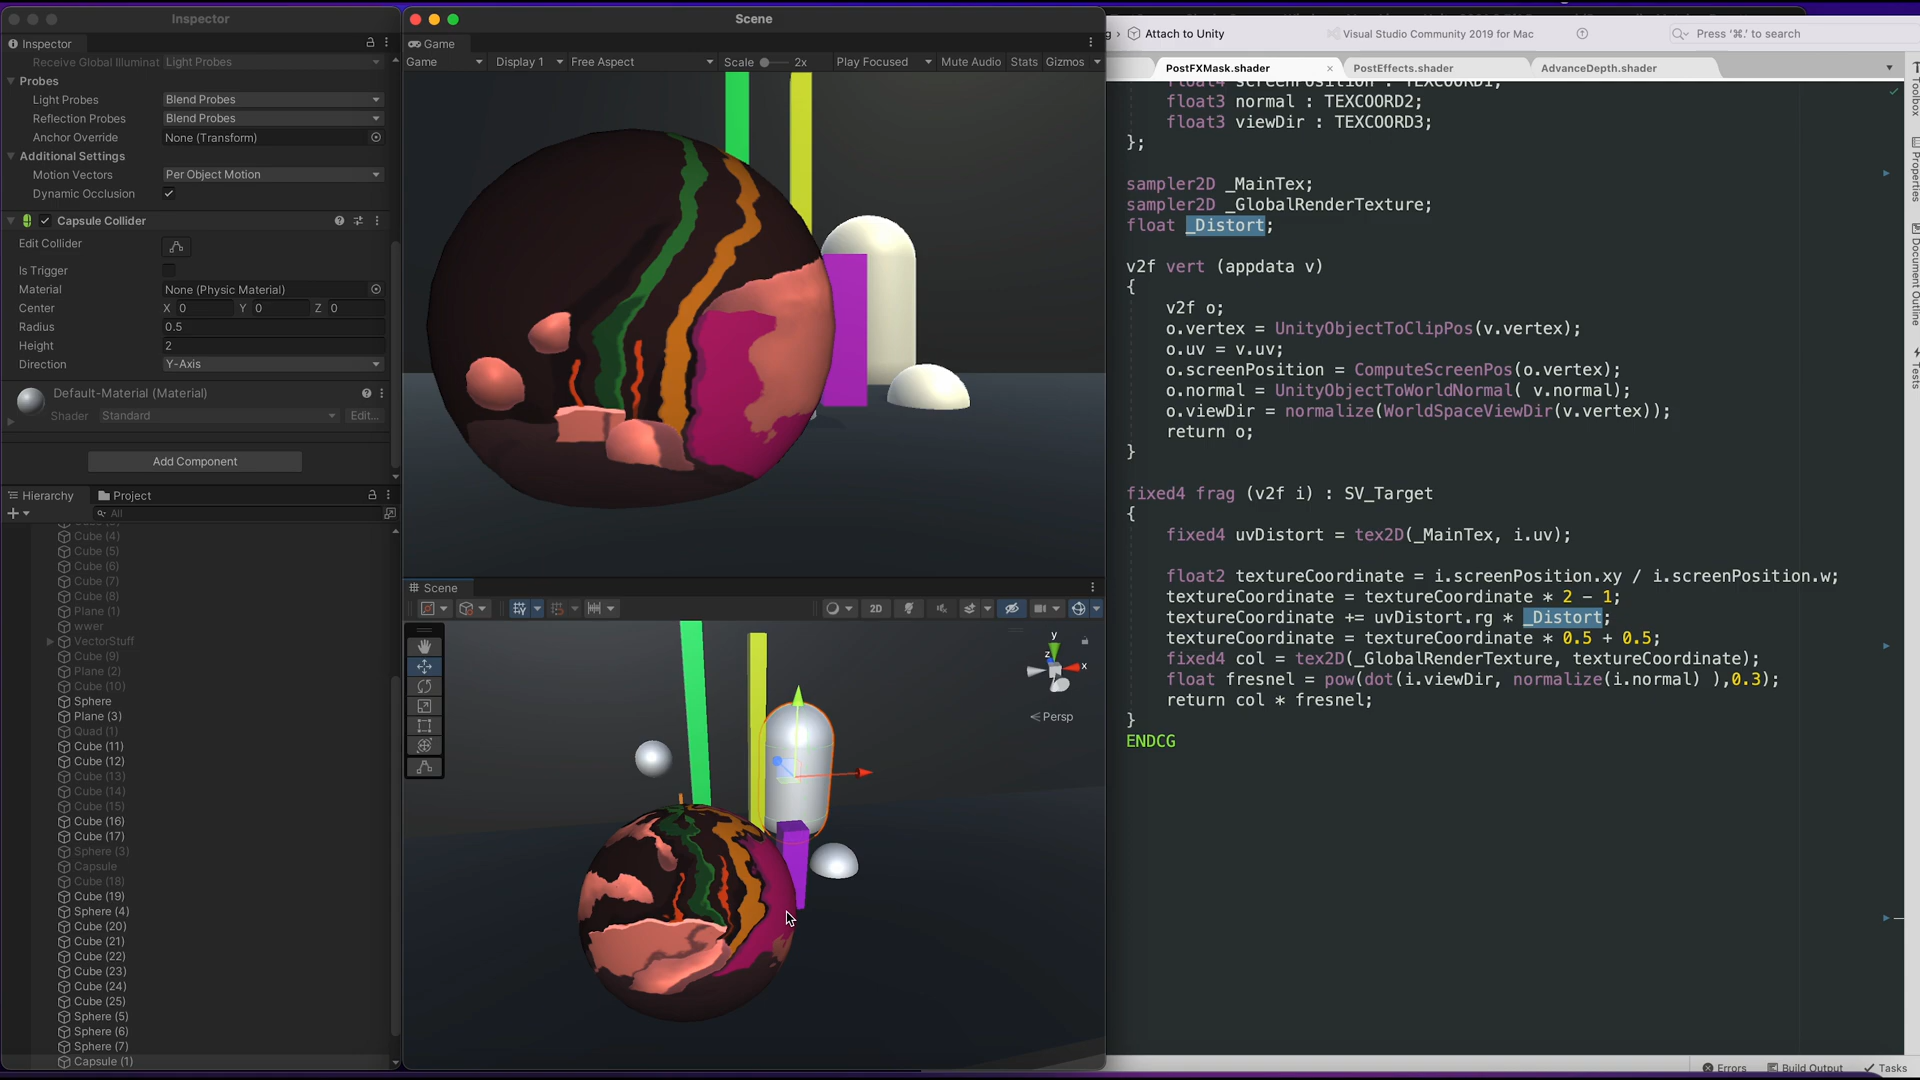 Inspector
Inspector
Receive Global Illuminat Light Probes
Probes
Light Probes Blend Probes
Reflection Probes Blend Probes
Anchor Override None (Transform)
Additional Settings
Motion Vectors Per Object Motion
Dynamic Occlusion
Capsule Collider
Edit Collider
Is Trigger
Material None (Physic Material)
Center X 0 Y 0 Z 0
Radius 0.5
Height 2
Direction Y-Axis
Default-Material (Material)
Shader Standard Edit...
Add Component
Hierarchy Project
All
Cube (4)
Cube (5)
Cube (6)
Cube (7)
Cube (8)
Plane (1)
wwer
VectorStuff
Cube (9)
Plane (2)
Cube (10)
Sphere
Plane (3)
Quad (1)
Cube (11)
Cube (12)
Cube (13)
Cube (14)
Cube (15)
Cube (16)
Cube (17)
Sphere (3)
Capsule
Cube (18)
Cube (19)
Sphere (4)
Cube (20)
Cube (21)
Cube (22)
Cube (23)
Cube (24)
Cube (25)
Sphere (5)
Sphere (6)
Sphere (7)
Capsule (1)
Scene
Game
Game Display 1 Free Aspect Scale 2x Play Focused Mute Audio Stats Gizmos
Scene
2D
y
z
x
< Persp
g › Attach to Unity Visual Studio Community 2019 for Mac Press '⌘.' to search
PostFXMask.shader × PostEffects.shader AdvanceDepth.shader
float4 screenPosition : TEXCOORD1;
float3 normal : TEXCOORD2;
float3 viewDir : TEXCOORD3;
};
sampler2D _MainTex;
sampler2D _GlobalRenderTexture;
float _Distort;
v2f vert (appdata v)
{
v2f o;
o.vertex = UnityObjectToClipPos(v.vertex);
o.uv = v.uv;
o.screenPosition = ComputeScreenPos(o.vertex);
o.normal = UnityObjectToWorldNormal( v.normal);
o.viewDir = normalize(WorldSpaceViewDir(v.vertex));
return o;
}
fixed4 frag (v2f i) : SV_Target
{
fixed4 uvDistort = tex2D(_MainTex, i.uv);
float2 textureCoordinate = i.screenPosition.xy / i.screenPosition.w;
textureCoordinate = textureCoordinate * 2 - 1;
textureCoordinate += uvDistort.rg * _Distort;
textureCoordinate = textureCoordinate * 0.5 + 0.5;
fixed4 col = tex2D(_GlobalRenderTexture, textureCoordinate);
float fresnel = pow(dot(i.viewDir, normalize(i.normal) ),0.3);
return col * fresnel;
}
ENDCG
Toolbox
Properties
Document Outline
Tests
Errors Build Output Tasks